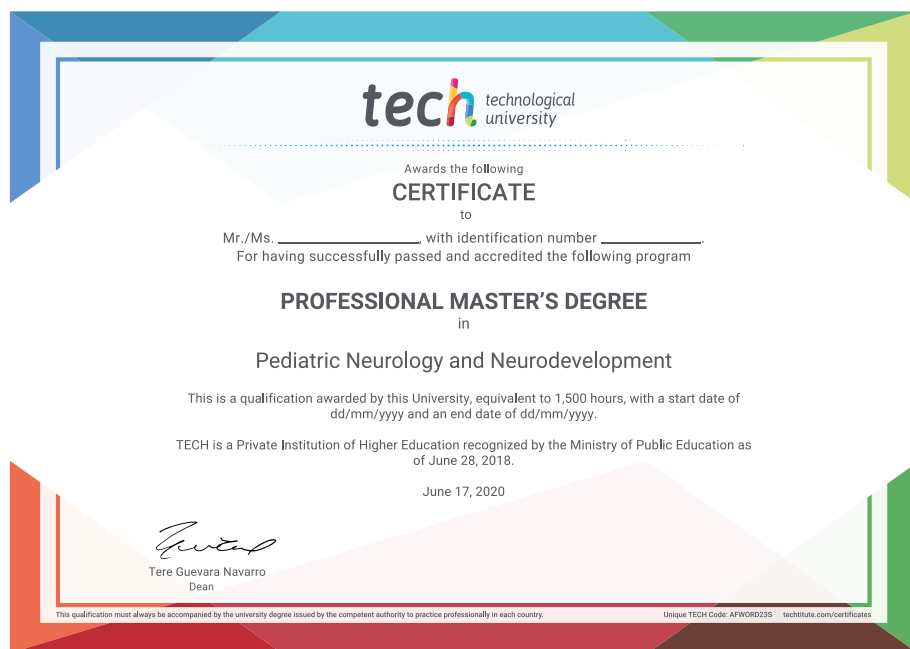 tech technological
university
Awards the following
CERTIFICATE
to
Mr./Ms. ____________________, with identification number ______________.
For having successfully passed and accredited the following program
PROFESSIONAL MASTER'S DEGREE
in
Pediatric Neurology and Neurodevelopment
This is a qualification awarded by this University, equivalent to 1,500 hours, with a start date of
dd/mm/yyyy and an end date of dd/mm/yyyy.
TECH is a Private Institution of Higher Education recognized by the Ministry of Public Education as
of June 28, 2018.
June 17, 2020
Tere Guevara Navarro
Dean
This qualification must always be accompanied by the university degree issued by the competent authority to practice professionally in each country. Unique TECH Code: AFWORD23S techtitute.com/certificates